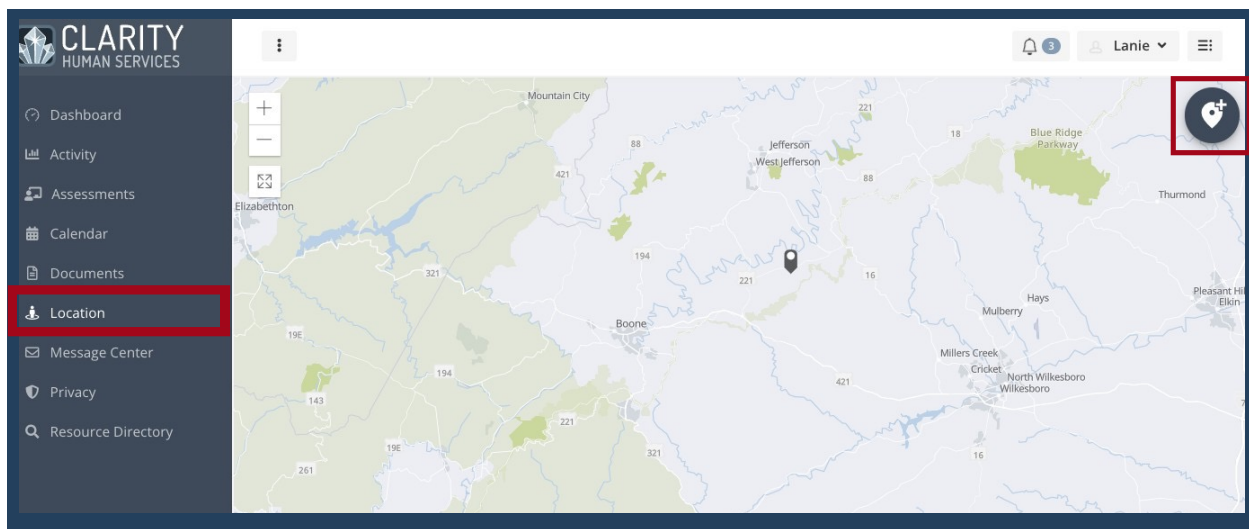 CLARITY
HUMAN SERVICES
3
Lanie
Dashboard
Activity
Assessments
Calendar
Documents
Location
Message Center
Privacy
Resource Directory
Mountain City
221
88
Jefferson
West Jefferson
18
Blue Ridge
Parkway
421
88
Thurmond
Elizabethton
194
321
221
16
Pleasant Hi
Elkin
Hays
Mulberry
Boone
19E
Millers Creek
Cricket
North Wilkesboro
Wilkesboro
194
421
143
221
19E
321
16
261